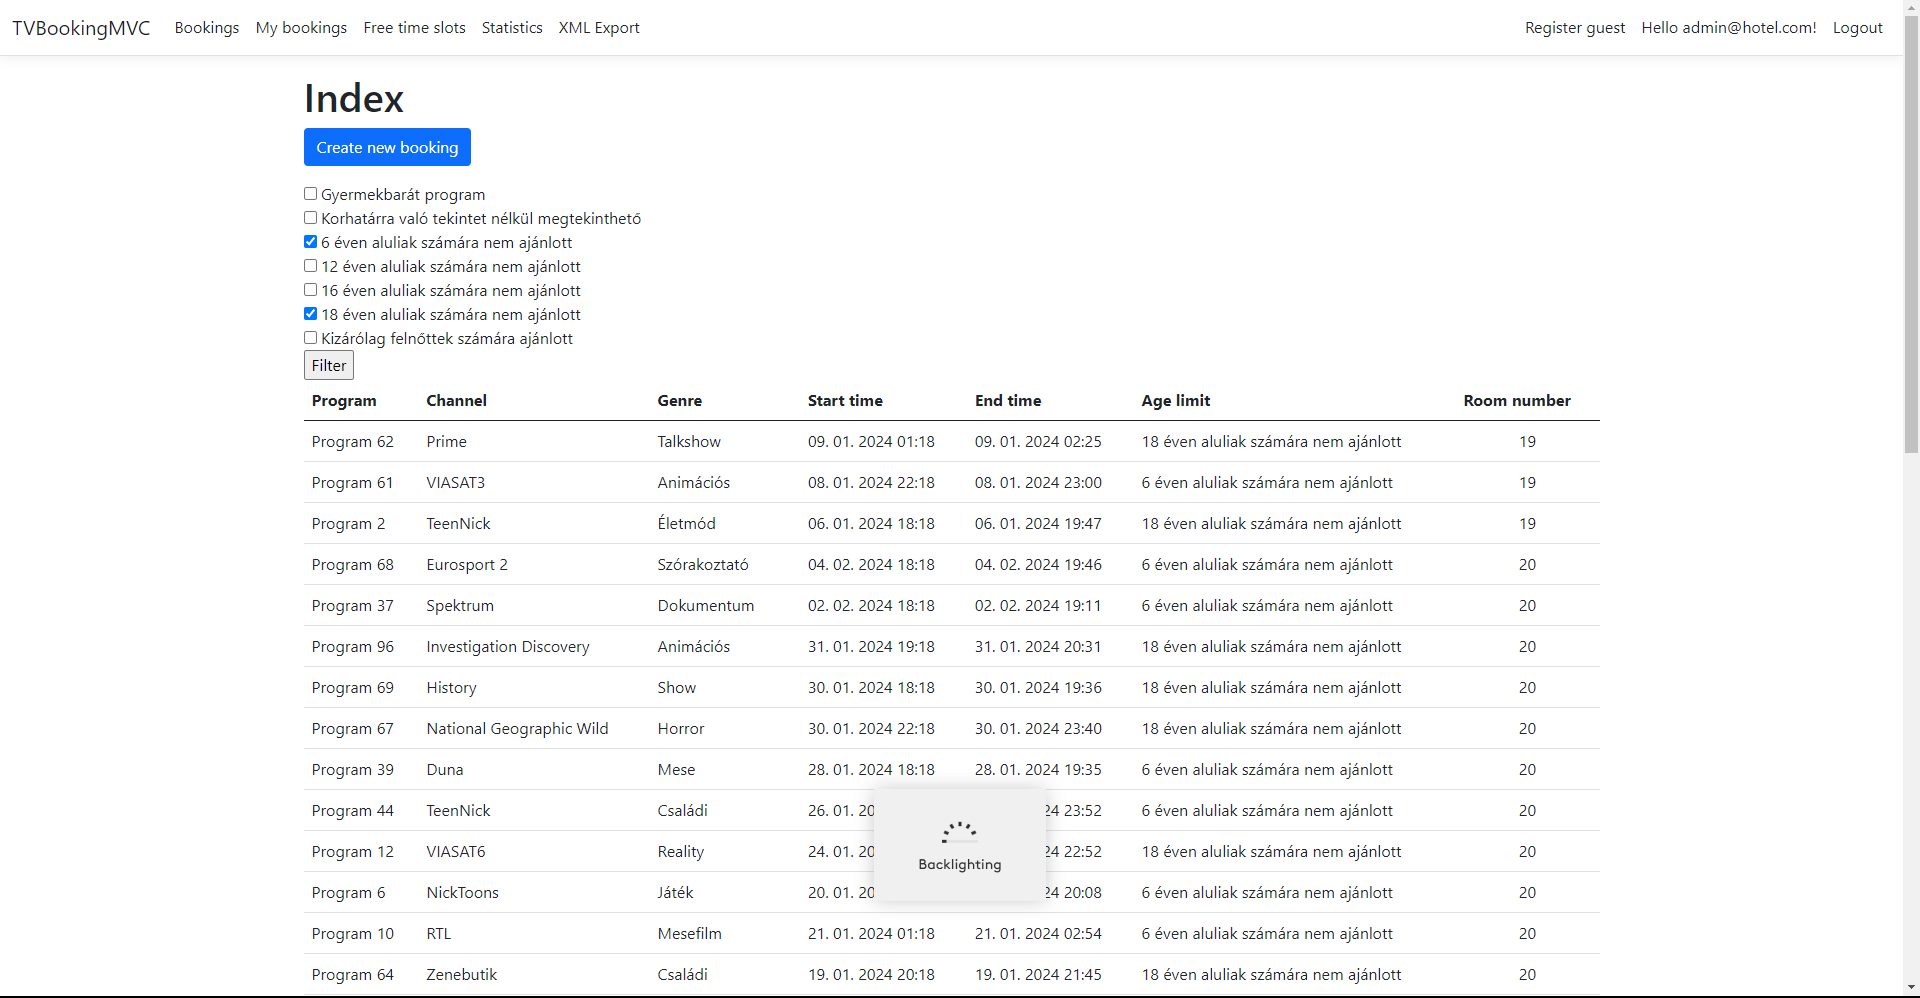 TVBookingMVC Bookings My bookings Free time slots Statistics XML Export Register guest Hello admin@hotel.com! Logout
Index
Create new booking
Gyermekbarát program
Korhatárra való tekintet nélkül megtekinthető
6 éven aluliak számára nem ajánlott
12 éven aluliak számára nem ajánlott
16 éven aluliak számára nem ajánlott
18 éven aluliak számára nem ajánlott
Kizárólag felnőttek számára ajánlott
Filter
Program Channel Genre Start time End time Age limit Room number
Program 62 Prime Talkshow 09. 01. 2024 01:18 09. 01. 2024 02:25 18 éven aluliak számára nem ajánlott 19
Program 61 VIASAT3 Animációs 08. 01. 2024 22:18 08. 01. 2024 23:00 6 éven aluliak számára nem ajánlott 19
Program 2 TeenNick Életmód 06. 01. 2024 18:18 06. 01. 2024 19:47 18 éven aluliak számára nem ajánlott 19
Program 68 Eurosport 2 Szórakoztató 04. 02. 2024 18:18 04. 02. 2024 19:46 6 éven aluliak számára nem ajánlott 20
Program 37 Spektrum Dokumentum 02. 02. 2024 18:18 02. 02. 2024 19:11 6 éven aluliak számára nem ajánlott 20
Program 96 Investigation Discovery Animációs 31. 01. 2024 19:18 31. 01. 2024 20:31 18 éven aluliak számára nem ajánlott 20
Program 69 History Show 30. 01. 2024 18:18 30. 01. 2024 19:36 18 éven aluliak számára nem ajánlott 20
Program 67 National Geographic Wild Horror 30. 01. 2024 22:18 30. 01. 2024 23:40 18 éven aluliak számára nem ajánlott 20
Program 39 Duna Mese 28. 01. 2024 18:18 28. 01. 2024 19:35 6 éven aluliak számára nem ajánlott 20
Program 44 TeenNick Családi 26. 01. 20 24 23:52 6 éven aluliak számára nem ajánlott 20
Program 12 VIASAT6 Reality 24. 01. 20 24 22:52 18 éven aluliak számára nem ajánlott 20
Backlighting
Program 6 NickToons Játék 20. 01. 20 24 20:08 6 éven aluliak számára nem ajánlott 20
Program 10 RTL Mesefilm 21. 01. 2024 01:18 21. 01. 2024 02:54 6 éven aluliak számára nem ajánlott 20
Program 64 Zenebutik Családi 19. 01. 2024 20:18 19. 01. 2024 21:45 18 éven aluliak számára nem ajánlott 20